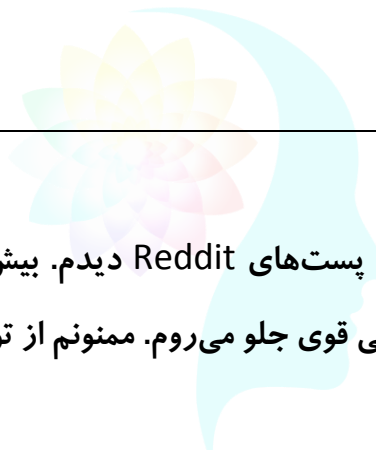 پست‌های Reddit دیدم.
قوی جلو می‌روم. ممنونم از